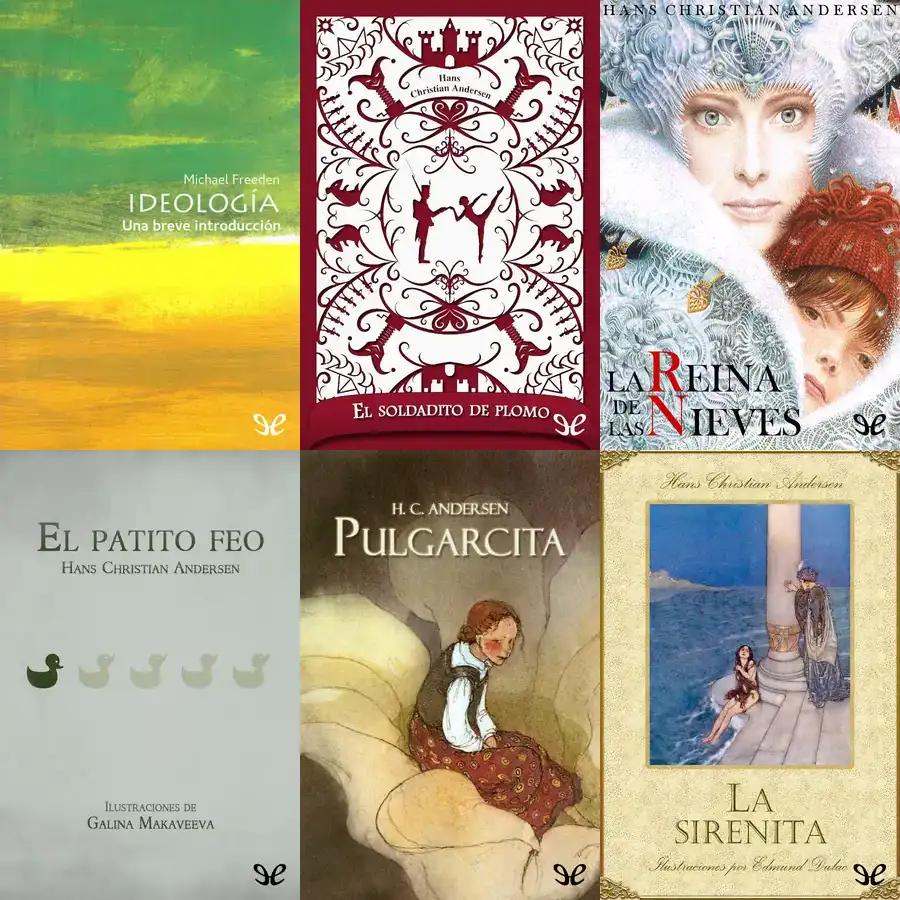 Michael Freeden
IDEOLOGÍA
Una breve introducción
Hans
Christian Andersen
EL SOLDADITO DE PLOMO
HANS CHRISTIAN ANDERSEN
LA REINA
DE LAS NIEVES
EL PATITO FEO
HANS CHRISTIAN ANDERSEN
ILUSTRACIONES DE
GALINA MAKAVEEVA
H. C. ANDERSEN
PULGARCITA
Hans Christian Andersen
LA
SIRENITA
Ilustraciones por Edmund Dulac